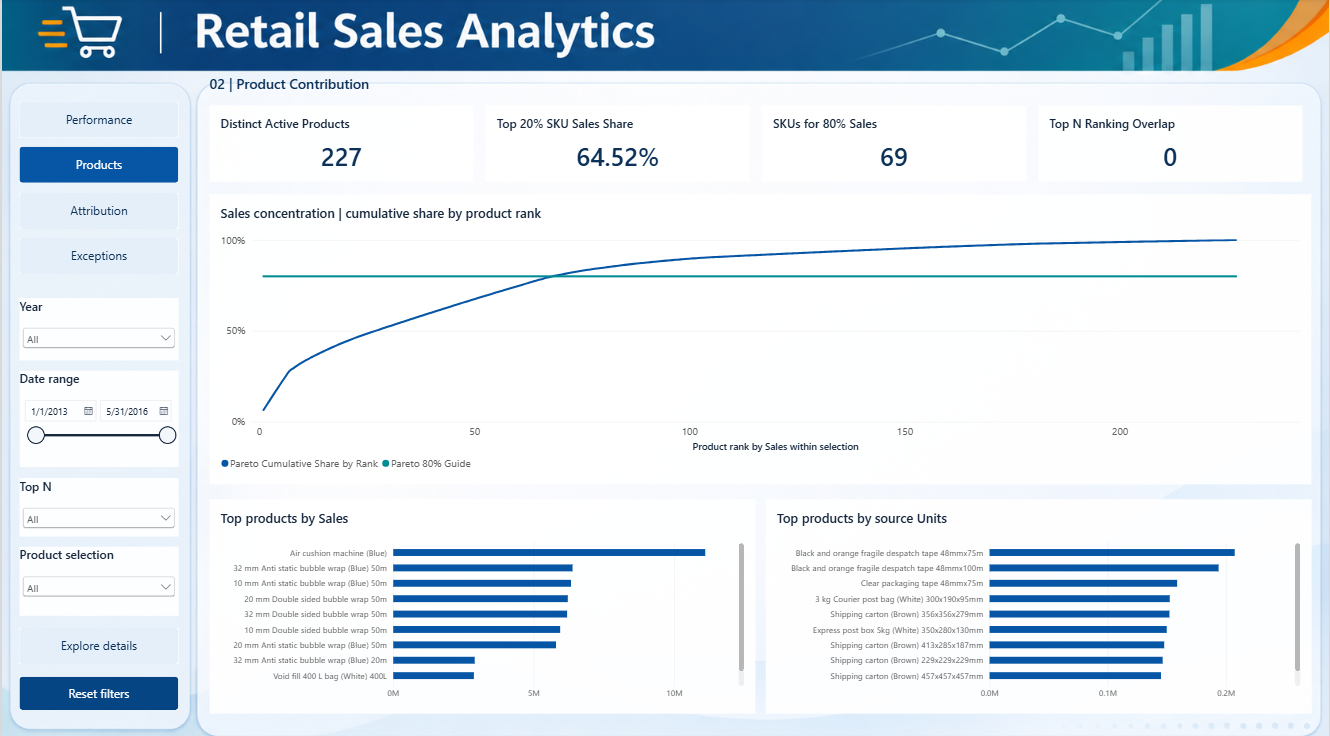 Retail Sales Analytics
02 | Product Contribution
Performance
Products
Attribution
Exceptions
Year
All
Date range
1/1/2013 5/31/2016
Top N
All
Product selection
All
Explore details
Reset filters
Distinct Active Products
227
Top 20% SKU Sales Share
64.52%
SKUs for 80% Sales
69
Top N Ranking Overlap
0
Sales concentration | cumulative share by product rank
100%
50%
0%
0 50 100 150 200
Product rank by Sales within selection
Pareto Cumulative Share by Rank Pareto 80% Guide
Top products by Sales
Air cushion machine (Blue)
32 mm Anti static bubble wrap (Blue) 50m
10 mm Anti static bubble wrap (Blue) 50m
20 mm Double sided bubble wrap 50m
32 mm Double sided bubble wrap 50m
10 mm Double sided bubble wrap 50m
20 mm Anti static bubble wrap (Blue) 50m
32 mm Anti static bubble wrap (Blue) 20m
Void fill 400 L bag (White) 400L
0M 5M 10M
Top products by source Units
Black and orange fragile despatch tape 48mmx75m
Black and orange fragile despatch tape 48mmx100m
Clear packaging tape 48mmx75m
3 kg Courier post bag (White) 300x190x95mm
Shipping carton (Brown) 356x356x279mm
Express post box 5kg (White) 350x280x130mm
Shipping carton (Brown) 413x285x187mm
Shipping carton (Brown) 229x229x229mm
Shipping carton (Brown) 457x457x457mm
0.0M 0.1M 0.2M